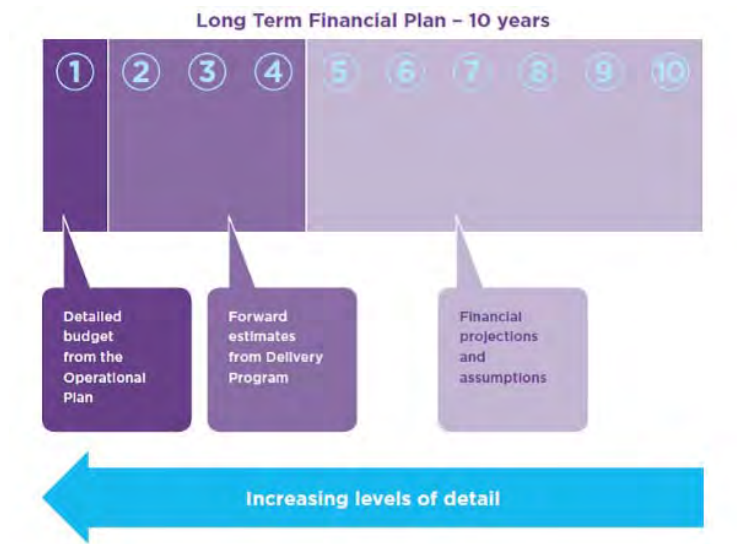 Long Term Financial Plan – 10 years
1 2 3 4 5 6 7 8 9 10
Detailed
budget
from the
Operational
Plan
Forward
estimates
from Delivery
Program
Financial
projections
and
assumptions
Increasing levels of detail